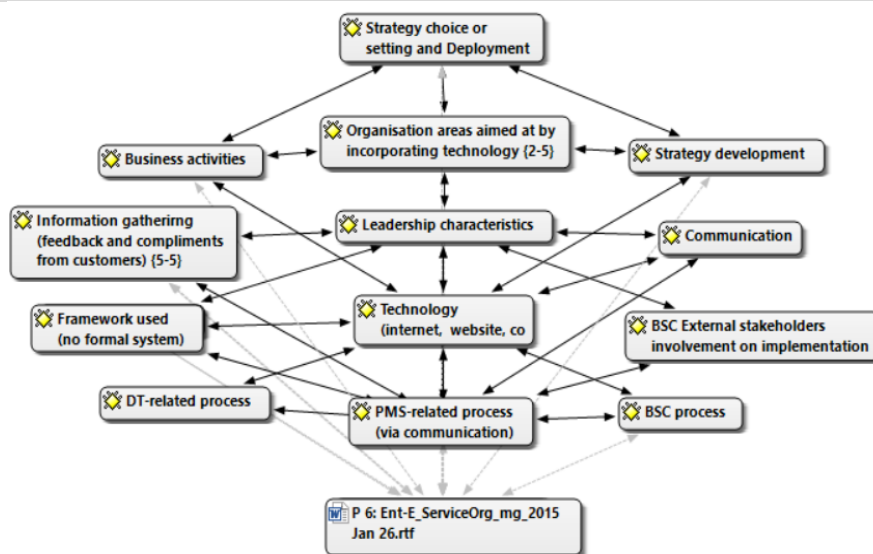 Strategy choice or
setting and Deployment
Organisation areas aimed at by
incorporating technology {2-5}
Business activities
Strategy development
Information gatherirng
(feedback and compliments
from customers) {5-5}
Leadership characteristics
Communication
Technology
(internet, website, co
Framework used
(no formal system)
BSC External stakeholders
involvement on implementation
DT-related process
PMS-related process
(via communication)
BSC process
P 6: Ent-E_ServiceOrg_mg_2015
Jan 26.rtf